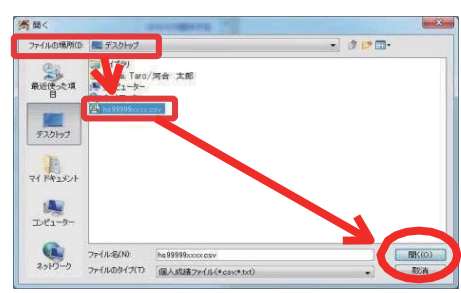 開く
ファイルの場所(I):
デスクトップ
Taro/河合 太郎
最近使った項目
hs99999xxxx.csv
デスクトップ
マイ ドキュメント
コンピューター
ネットワーク
ファイル名(N):
hs99999xxxx.csv
開く(O)
ファイルのタイプ(T):
個人成績ファイル(*.csv;*.txt)
取消